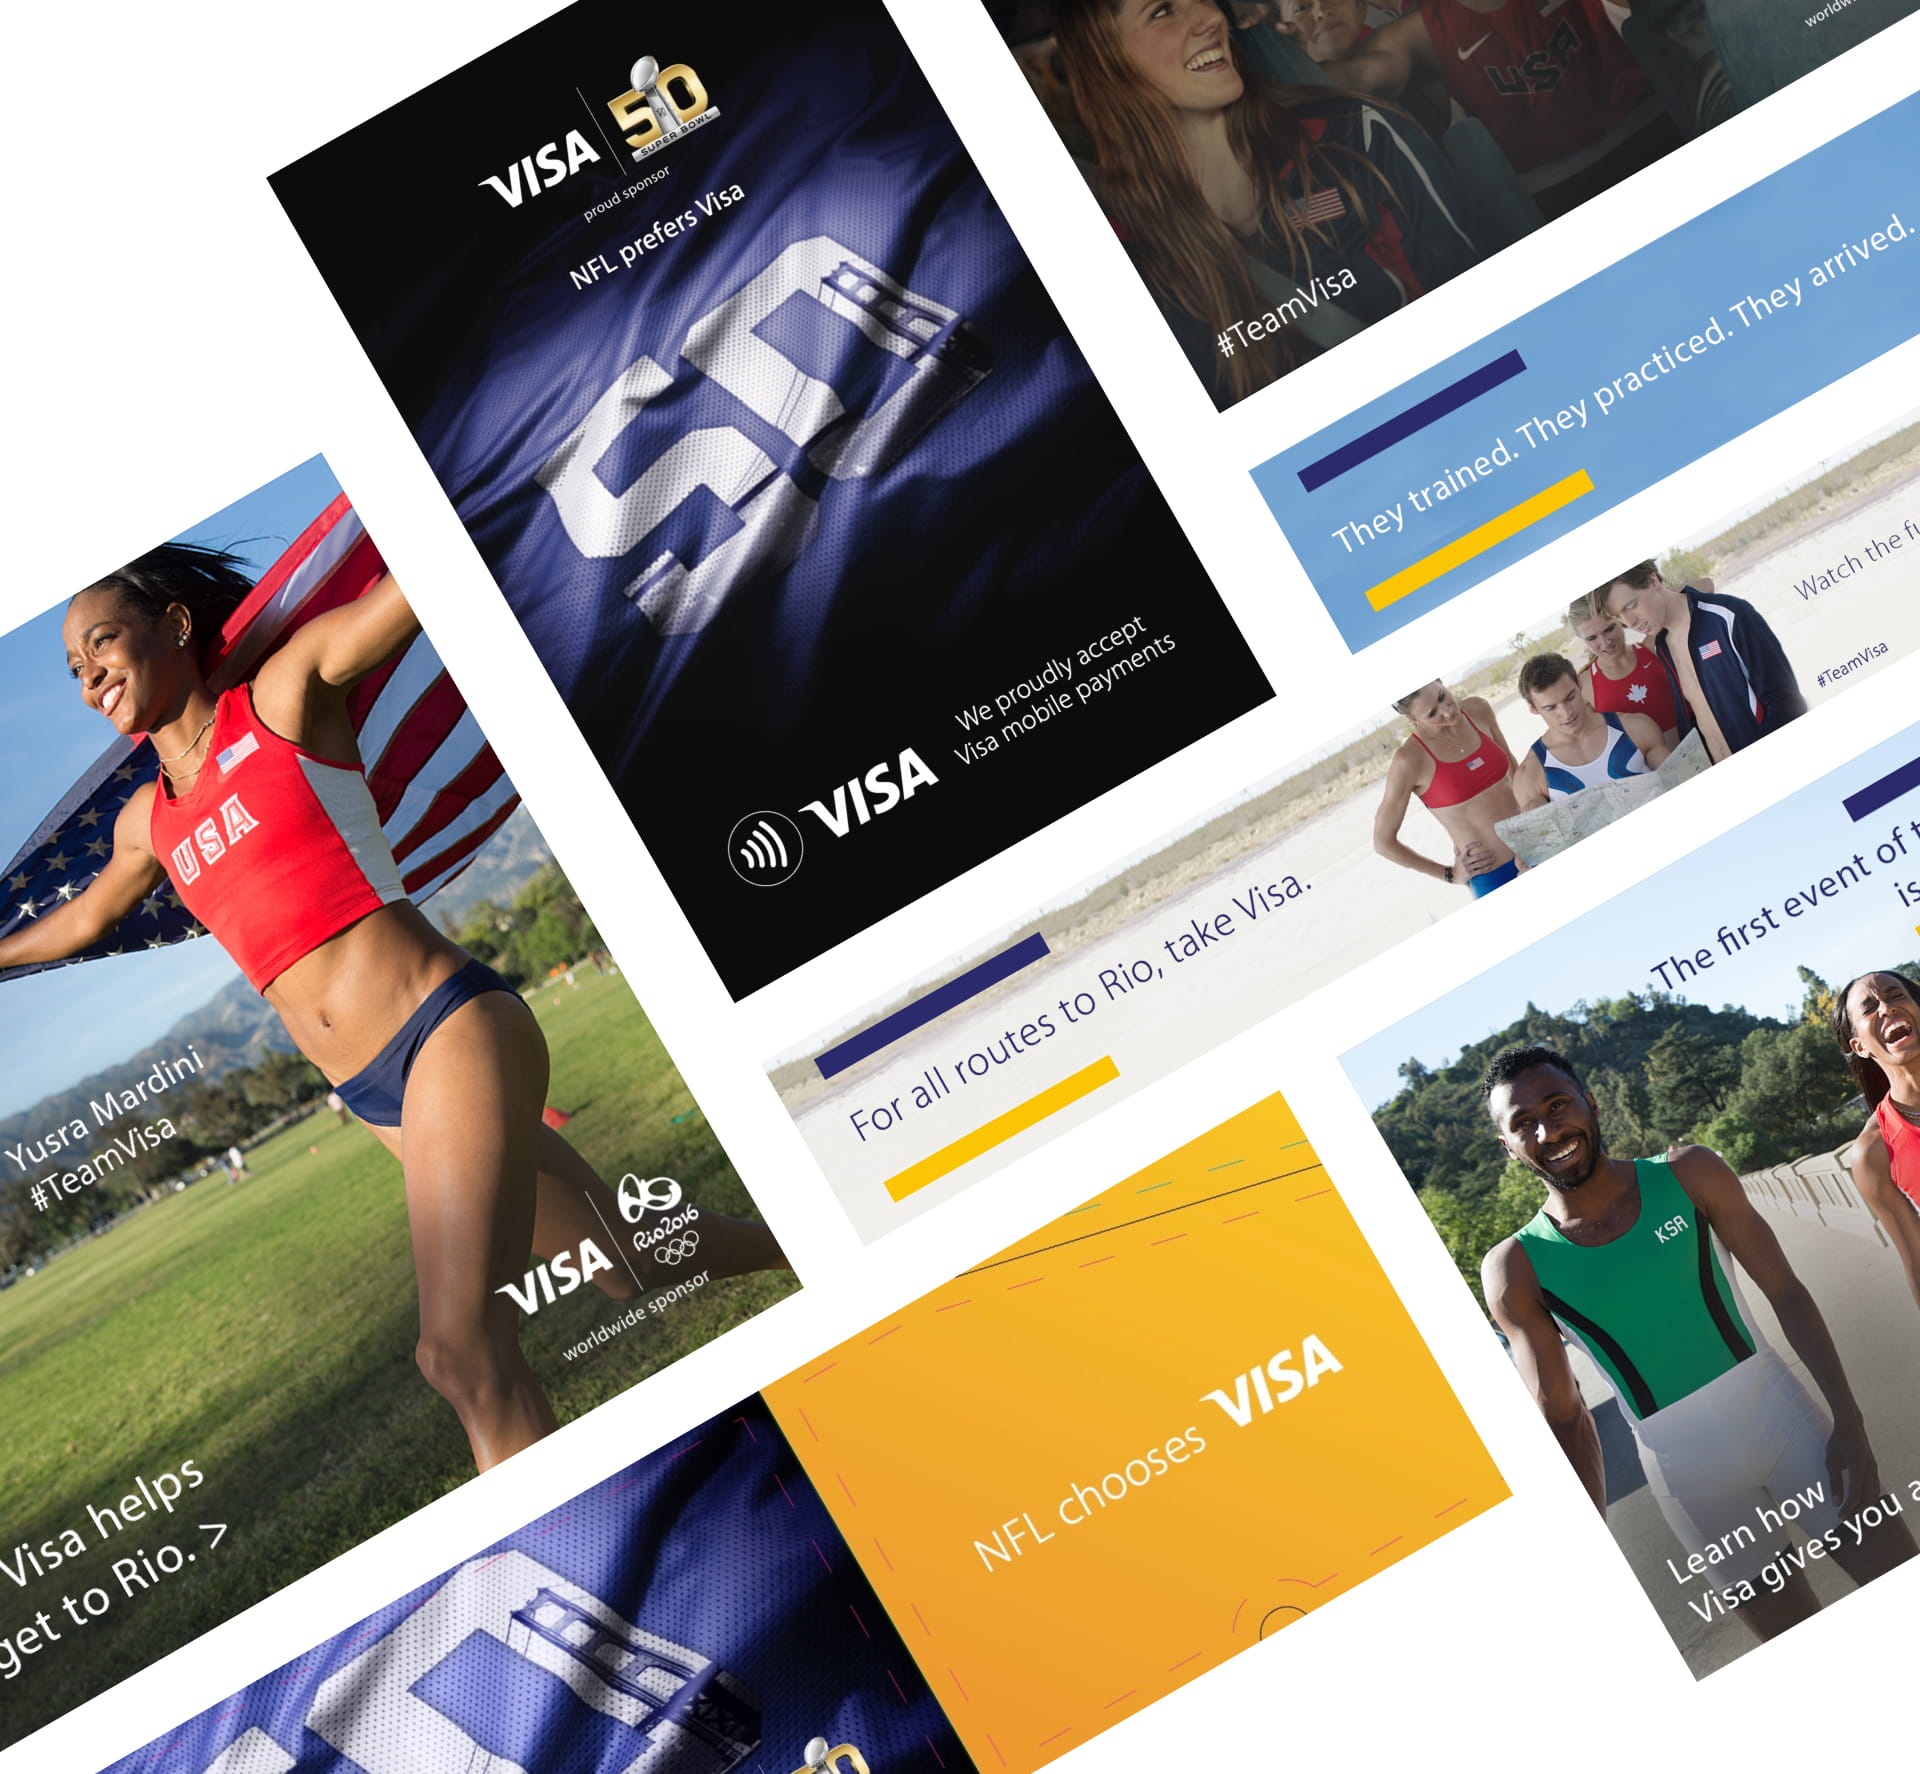 VISA
50
SUPER BOWL
proud sponsor
NFL prefers Visa
50
We proudly accept
Visa mobile payments
VISA
USA
#TeamVisa
They trained. They practiced. They arrived.
For all routes to Rio, take Visa.
Watch the
#TeamVisa
USA
Yusra Mardini
#TeamVisa
VISA
Rio2016
worldwide sponsor
Visa helps
get to Rio. >
NFL chooses VISA
The first event of
is
KSA
Learn how
Visa gives you